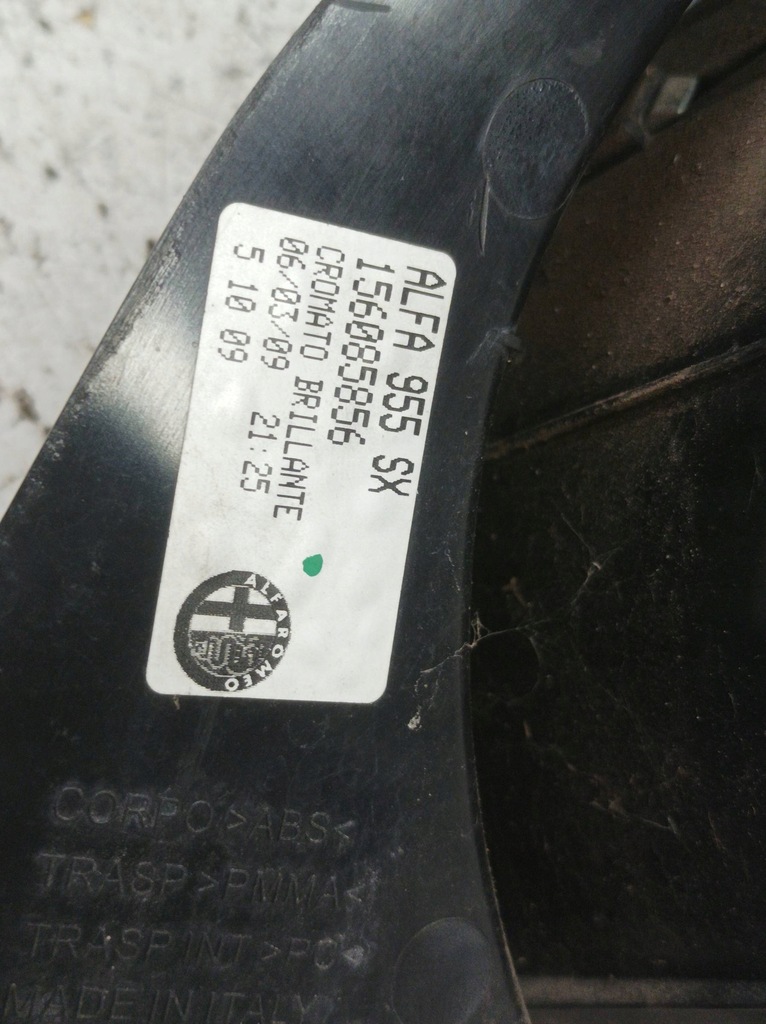 ALFA 955 SX
156085856
CROMATO BRILLANTE
06/03/09 21:25
5 10 09
ALFA ROMEO
CORPO >ABS<
TRASP >PMMA<
TRASP INT >PC<
MADE IN ITALY